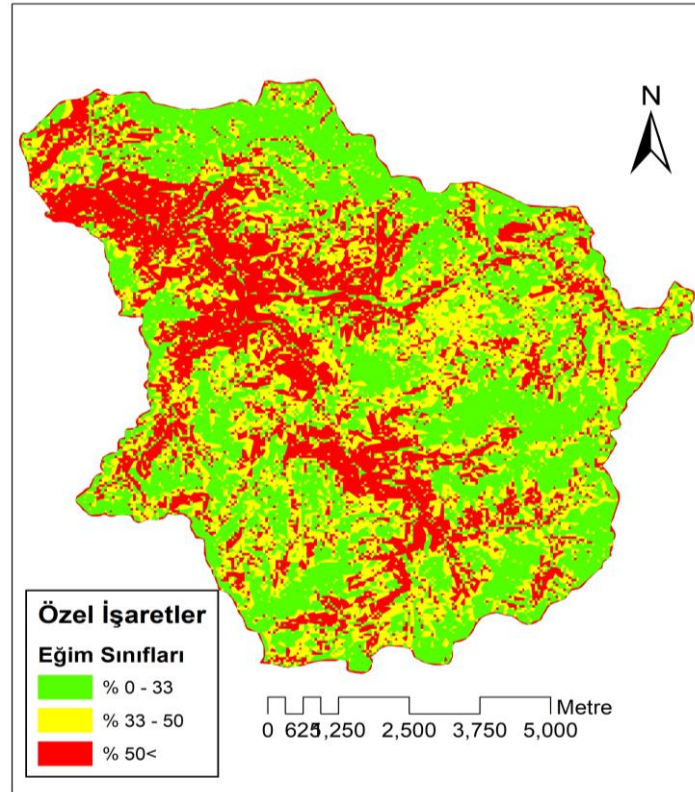 N
Özel İşaretler
Eğim Sınıfları
% 0 - 33
% 33 - 50
% 50<
Metre
0 625 1,250 2,500 3,750 5,000